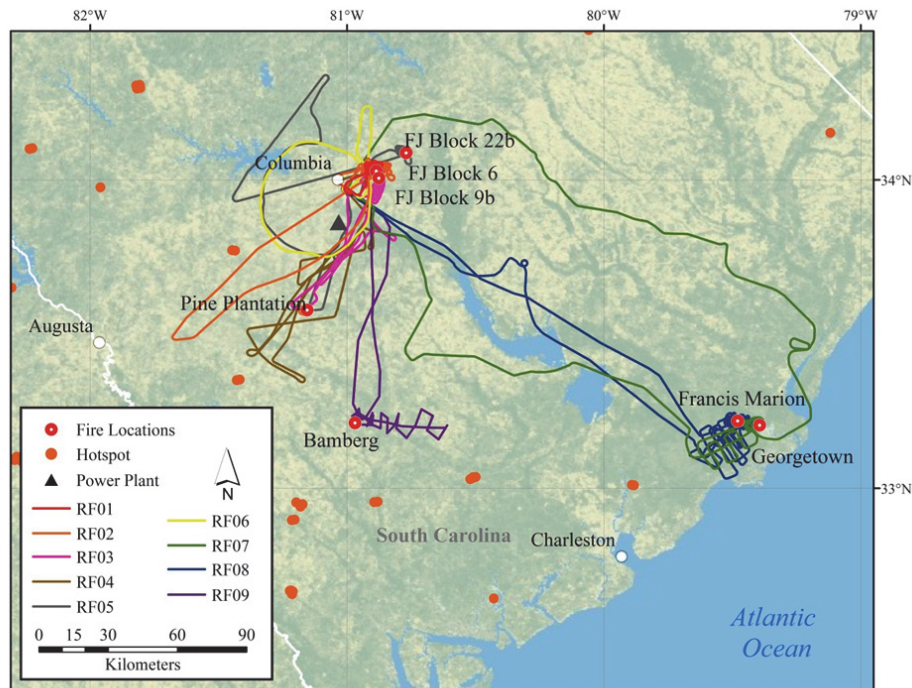 82°W 81°W 80°W 79°W
FJ Block 22b
Columbia
FJ Block 6
34°N
FJ Block 9b
Pine Plantation
Augusta
Francis Marion
Bamberg
Georgetown
33°N
South Carolina
Charleston
Atlantic
Ocean
Fire Locations
Hotspot
Power Plant
N
RF01
RF02
RF03
RF04
RF05
RF06
RF07
RF08
RF09
0 15 30 60 90
Kilometers